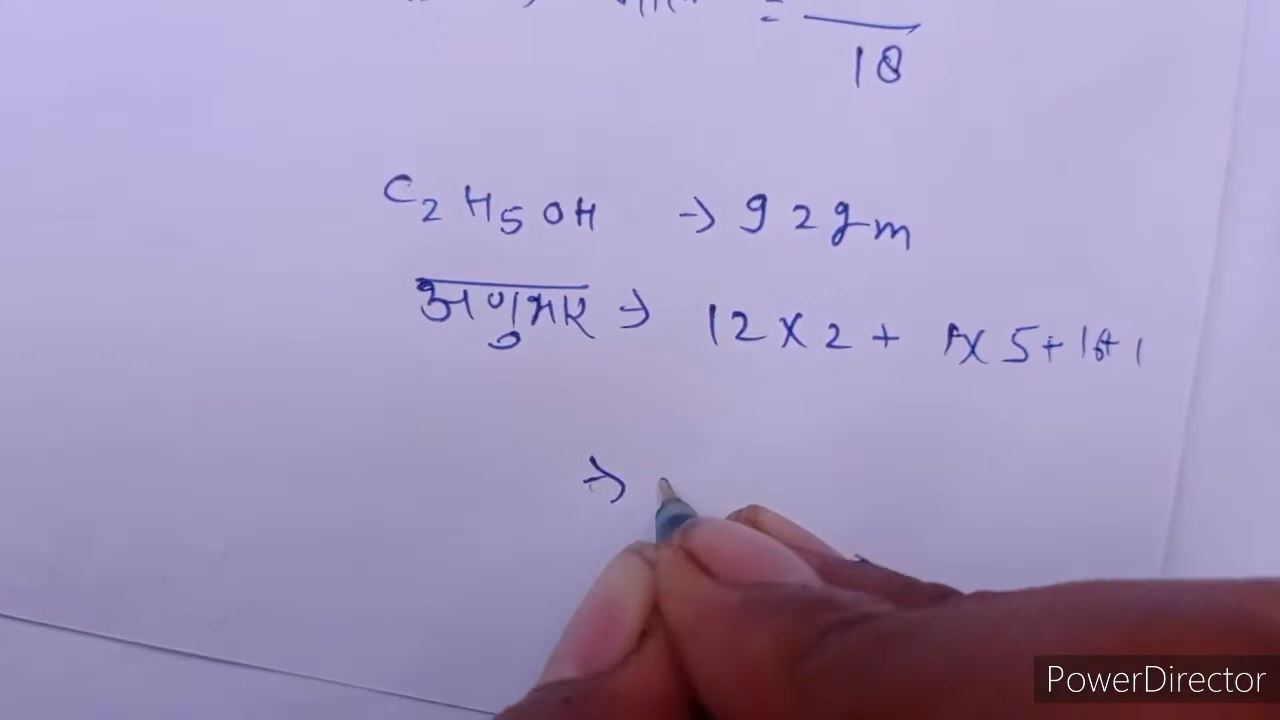 =
18
C₂H₅OH → 92gm
अणुभार → 12 × 2 + 1× 5 + 16+ 1
→
PowerDirector